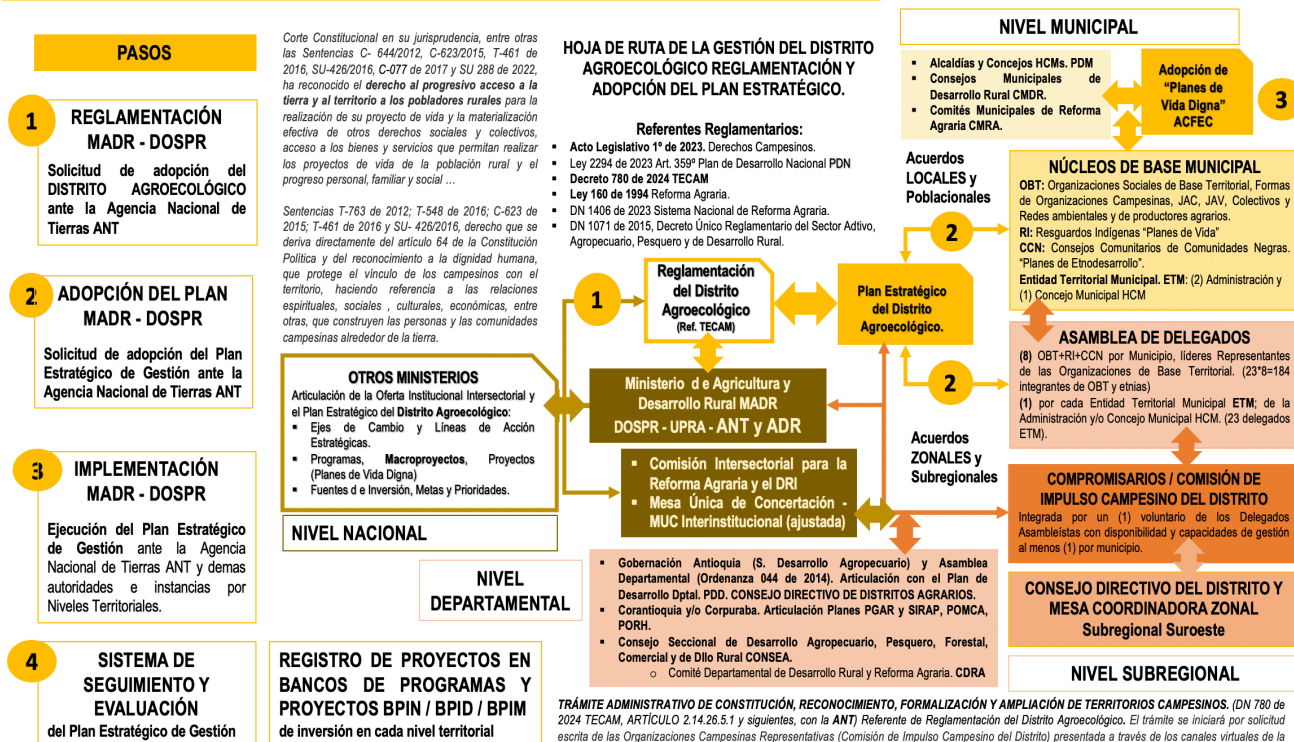 PASOS
1
REGLAMENTACIÓN
MADR - DOSPR
Solicitud de adopción del
DISTRITO AGROECOLÓGICO
ante la Agencia Nacional de
Tierras ANT
2
ADOPCIÓN DEL PLAN
MADR - DOSPR
Solicitud de adopción del Plan
Estratégico de Gestión ante la
Agencia Nacional de Tierras ANT
3
IMPLEMENTACIÓN
MADR - DOSPR
Ejecución del Plan Estratégico
de Gestión ante la Agencia
Nacional de Tierras ANT y demas
autoridades e instancias por
Niveles Territoriales.
4
SISTEMA DE
SEGUIMIENTO Y
EVALUACIÓN
del Plan Estratégico de Gestión
Corte Constitucional en su jurisprudencia, entre otras
las Sentencias C- 644/2012, C-623/2015, T-461 de
2016, SU-426/2016, C-077 de 2017 y SU 288 de 2022,
ha reconocido el derecho al progresivo acceso a la
tierra y al territorio a los pobladores rurales para la
realización de su proyecto de vida y la materialización
efectiva de otros derechos sociales y colectivos,
acceso a los bienes y servicios que permitan realizar
los proyectos de vida de la población rural y el
progreso personal, familiar y social …
Sentencias T-763 de 2012; T-548 de 2016; C-623 de
2015; T-461 de 2016 y SU- 426/2016, derecho que se
deriva directamente del artículo 64 de la Constitución
Política y del reconocimiento a la dignidad humana,
que protege el vínculo de los campesinos con el
territorio, haciendo referencia a las relaciones
espirituales, sociales , culturales, económicas, entre
otras, que construyen las personas y las comunidades
campesinas alrededor de la tierra.
OTROS MINISTERIOS
Articulación de la Oferta Institucional Intersectorial y
el Plan Estratégico del Distrito Agroecológico:
▪ Ejes de Cambio y Líneas de Acción
Estratégicas.
▪ Programas, Macroproyectos, Proyectos
(Planes de Vida Digna)
▪ Fuentes d e Inversión, Metas y Prioridades.
NIVEL NACIONAL
NIVEL
DEPARTAMENTAL
REGISTRO DE PROYECTOS EN
BANCOS DE PROGRAMAS Y
PROYECTOS BPIN / BPID / BPIM
de inversión en cada nivel territorial
HOJA DE RUTA DE LA GESTIÓN DEL DISTRITO
AGROECOLÓGICO REGLAMENTACIÓN Y
ADOPCIÓN DEL PLAN ESTRATÉGICO.
Referentes Reglamentarios:
▪ Acto Legislativo 1º de 2023. Derechos Campesinos.
▪ Ley 2294 de 2023 Art. 359º Plan de Desarrollo Nacional PDN
▪ Decreto 780 de 2024 TECAM
▪ Ley 160 de 1994 Reforma Agraria.
▪ DN 1406 de 2023 Sistema Nacional de Reforma Agraria.
▪ DN 1071 de 2015, Decreto Único Reglamentario del Sector Adtivo,
Agropecuario, Pesquero y de Desarrollo Rural.
1
Reglamentación
del Distrito
Agroecológico
(Ref. TECAM)
Plan Estratégico
del Distrito
Agroecológico.
Ministerio d e Agricultura y
Desarrollo Rural MADR
DOSPR - UPRA - ANT y ADR
▪ Comisión Intersectorial para la
Reforma Agraria y el DRI
▪ Mesa Única de Concertación -
MUC Interinstitucional (ajustada)
▪ Gobernación Antioquia (S. Desarrollo Agropecuario) y Asamblea
Departamental (Ordenanza 044 de 2014). Articulación con el Plan de
Desarrollo Dptal. PDD. CONSEJO DIRECTIVO DE DISTRITOS AGRARIOS.
▪ Corantioquia y/o Corpuraba. Articulación Planes PGAR y SIRAP, POMCA,
PORH.
▪ Consejo Seccional de Desarrollo Agropecuario, Pesquero, Forestal,
Comercial y de Dllo Rural CONSEA.
o Comité Departamental de Desarrollo Rural y Reforma Agraria. CDRA
NIVEL MUNICIPAL
▪ Alcaldías y Concejos HCMs. PDM
▪ Consejos Municipales de
Desarrollo Rural CMDR.
▪ Comités Municipales de Reforma
Agraria CMRA.
Adopción de
“Planes de
Vida Digna”
ACFEC
3
Acuerdos
LOCALES y
Poblacionales
2
NÚCLEOS DE BASE MUNICIPAL
OBT: Organizaciones Sociales de Base Territorial, Formas
de Organizaciones Campesinas, JAC, JAV, Colectivos y
Redes ambientales y de productores agrarios.
RI: Resguardos Indígenas “Planes de Vida”
CCN: Consejos Comunitarios de Comunidades Negras.
“Planes de Etnodesarrollo”.
Entidad Territorial Municipal. ETM: (2) Administración y
(1) Concejo Municipal HCM
2
ASAMBLEA DE DELEGADOS
(8) OBT+RI+CCN por Municipio, líderes Representantes
de las Organizaciones de Base Territorial. (23*8=184
integrantes de OBT y etnias)
(1) por cada Entidad Territorial Municipal ETM; de la
Administración y/o Concejo Municipal HCM. (23 delegados
ETM).
Acuerdos
ZONALES y
Subregionales
COMPROMISARIOS / COMISIÓN DE
IMPULSO CAMPESINO DEL DISTRITO
Integrada por un (1) voluntario de los Delegados
Asambleístas con disponibilidad y capacidades de gestión
al menos (1) por municipio.
CONSEJO DIRECTIVO DEL DISTRITO Y
MESA COORDINADORA ZONAL
Subregional Suroeste
NIVEL SUBREGIONAL
TRÁMITE ADMINISTRATIVO DE CONSTITUCIÓN, RECONOCIMIENTO, FORMALIZACIÓN Y AMPLIACIÓN DE TERRITORIOS CAMPESINOS. (DN 780 de
2024 TECAM, ARTÍCULO 2.14.26.5.1 y siguientes, con la ANT) Referente de Reglamentación del Distrito Agroecológico. El trámite se iniciará por solicitud
escrita de las Organizaciones Campesinas Representativas (Comisión de Impulso Campesino del Distrito) presentada a través de los canales virtuales de la